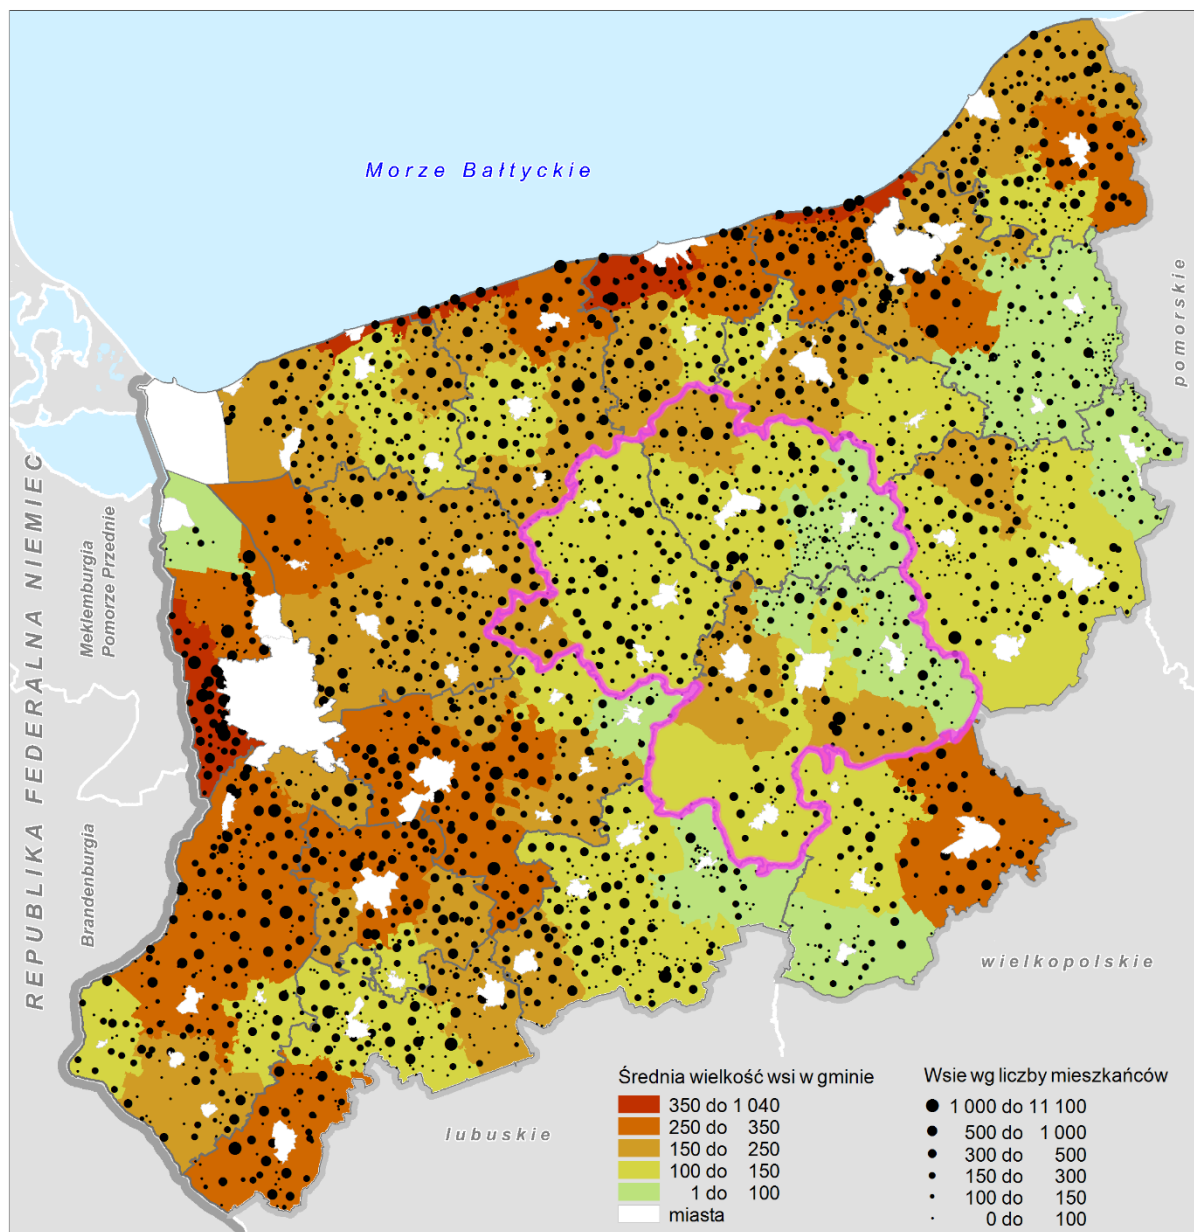 Morze Bałtyckie
pomorskie
REPUBLIKA FEDERALNA NIEMIEC
Meklemburgia
Pomorze Przednie
Brandenburgia
wielkopolskie
lubuskie
Średnia wielkość wsi w gminie
350 do 1 040
250 do 350
150 do 250
100 do 150
1 do 100
miasta
Wsie wg liczby mieszkańców
1 000 do 11 100
500 do 1 000
300 do 500
150 do 300
100 do 150
0 do 100